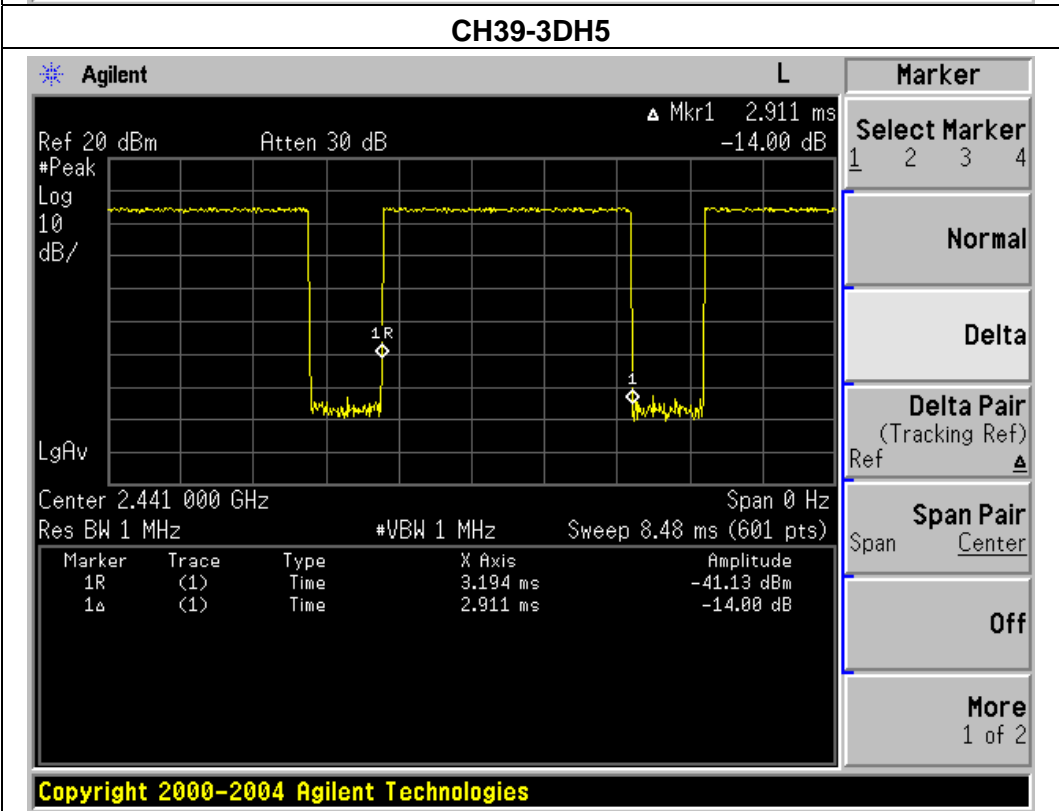 CH39-3DH5
Agilent L Marker
Δ Mkr1 2.911 ms
Ref 20 dBm Atten 30 dB -14.00 dB
#Peak
Log
10
dB/
1R
1
LgAv
Center 2.441 000 GHz Span 0 Hz
Res BW 1 MHz #VBW 1 MHz Sweep 8.48 ms (601 pts)
Marker Trace Type X Axis Amplitude
1R (1) Time 3.194 ms -41.13 dBm
1Δ (1) Time 2.911 ms -14.00 dB
Select Marker
1 2 3 4
Normal
Delta
Delta Pair
(Tracking Ref)
Ref Δ
Span Pair
Span Center
Off
More
1 of 2
Copyright 2000-2004 Agilent Technologies